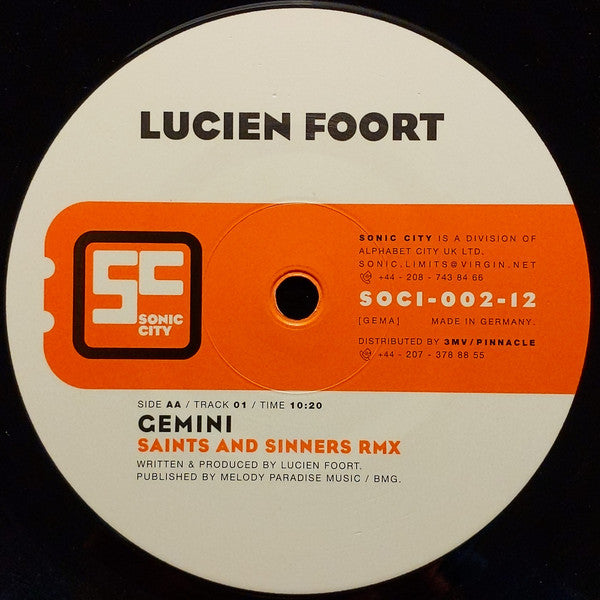 LUCIEN FOORT
SC
SONIC
CITY
SONIC CITY IS A DIVISION OF
ALPHABET CITY UK LTD.
SONIC.LIMITS@VIRGIN.NET
+44 - 208 - 743 84 66
SOCI-002-12
[GEMA] MADE IN GERMANY.
DISTRIBUTED BY 3MV/PINNACLE
+44 - 207 - 378 88 55
SIDE AA / TRACK 01 / TIME 10:20
GEMINI
SAINTS AND SINNERS RMX
WRITTEN & PRODUCED BY LUCIEN FOORT.
PUBLISHED BY MELODY PARADISE MUSIC / BMG.